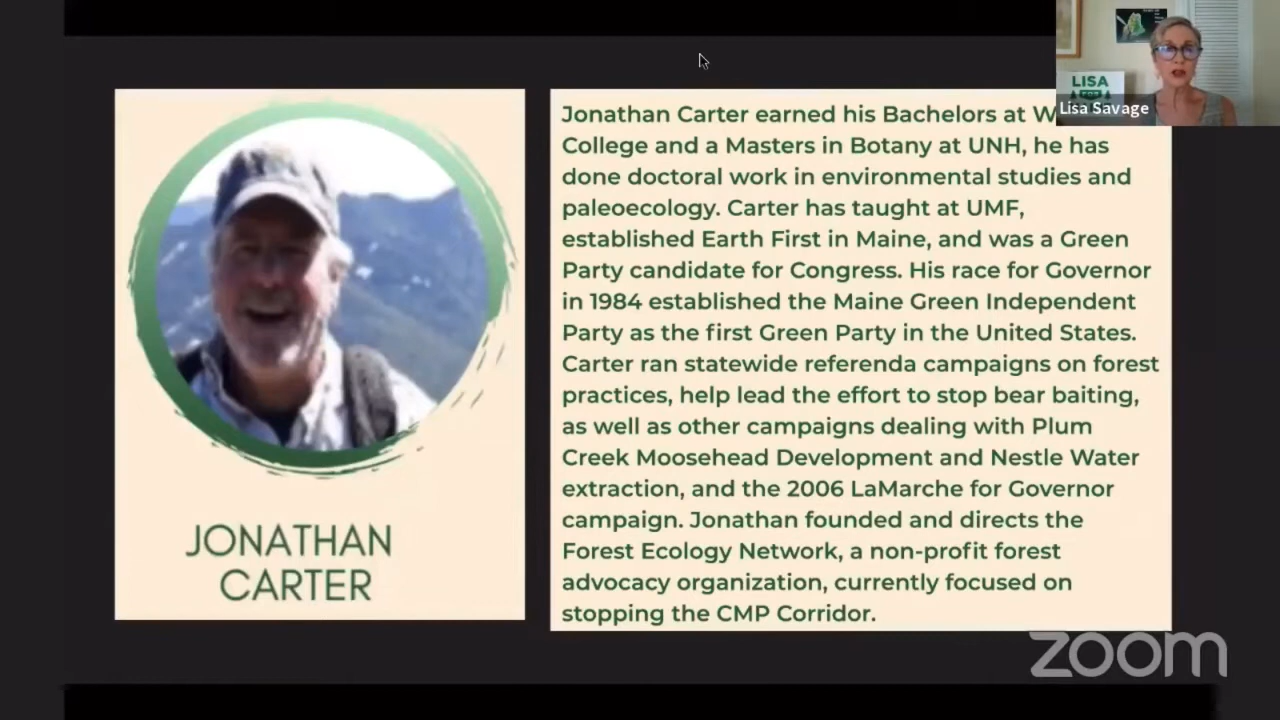 Jonathan Carter earned his Bachelors at
College and a Masters in Botany at UNH, he has
done doctoral work in environmental studies and
paleoecology. Carter has taught at UMF,
established Earth First in Maine, and was a Green
Party candidate for Congress. His race for Governor
in 1984 established the Maine Green Independent
Party as the first Green Party in the United States.
Carter ran statewide referenda campaigns on forest
practices, help lead the effort to stop bear baiting,
as well as other campaigns dealing with Plum
Creek Moosehead Development and Nestle Water
extraction, and the 2006 LaMarche for Governor
campaign. Jonathan founded and directs the
Forest Ecology Network, a non-profit forest
advocacy organization, currently focused on
stopping the CMP Corridor.
JONATHAN
CARTER
LISA
FOR
Lisa Savage
zoom